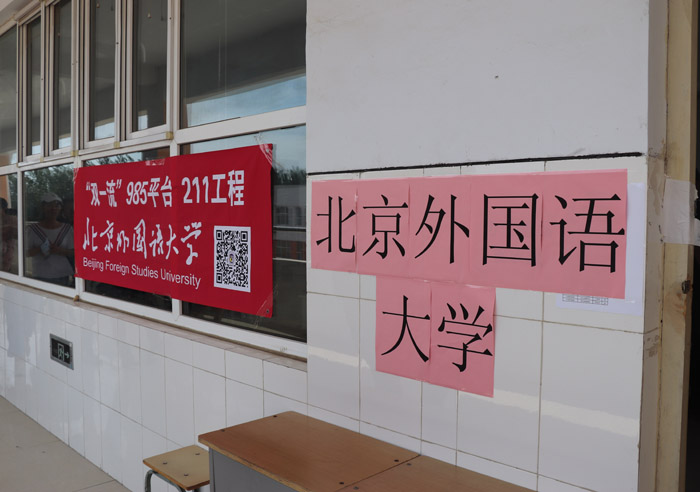 “双一流” 985平台 211工程
北京外国语大学
Beijing Foreign Studies University
北京外国语
大学